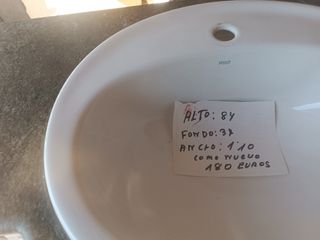 ALTO: 84
FONDO: 37
ANCHO: 1'10
COMO NUEVO
180 EUROS